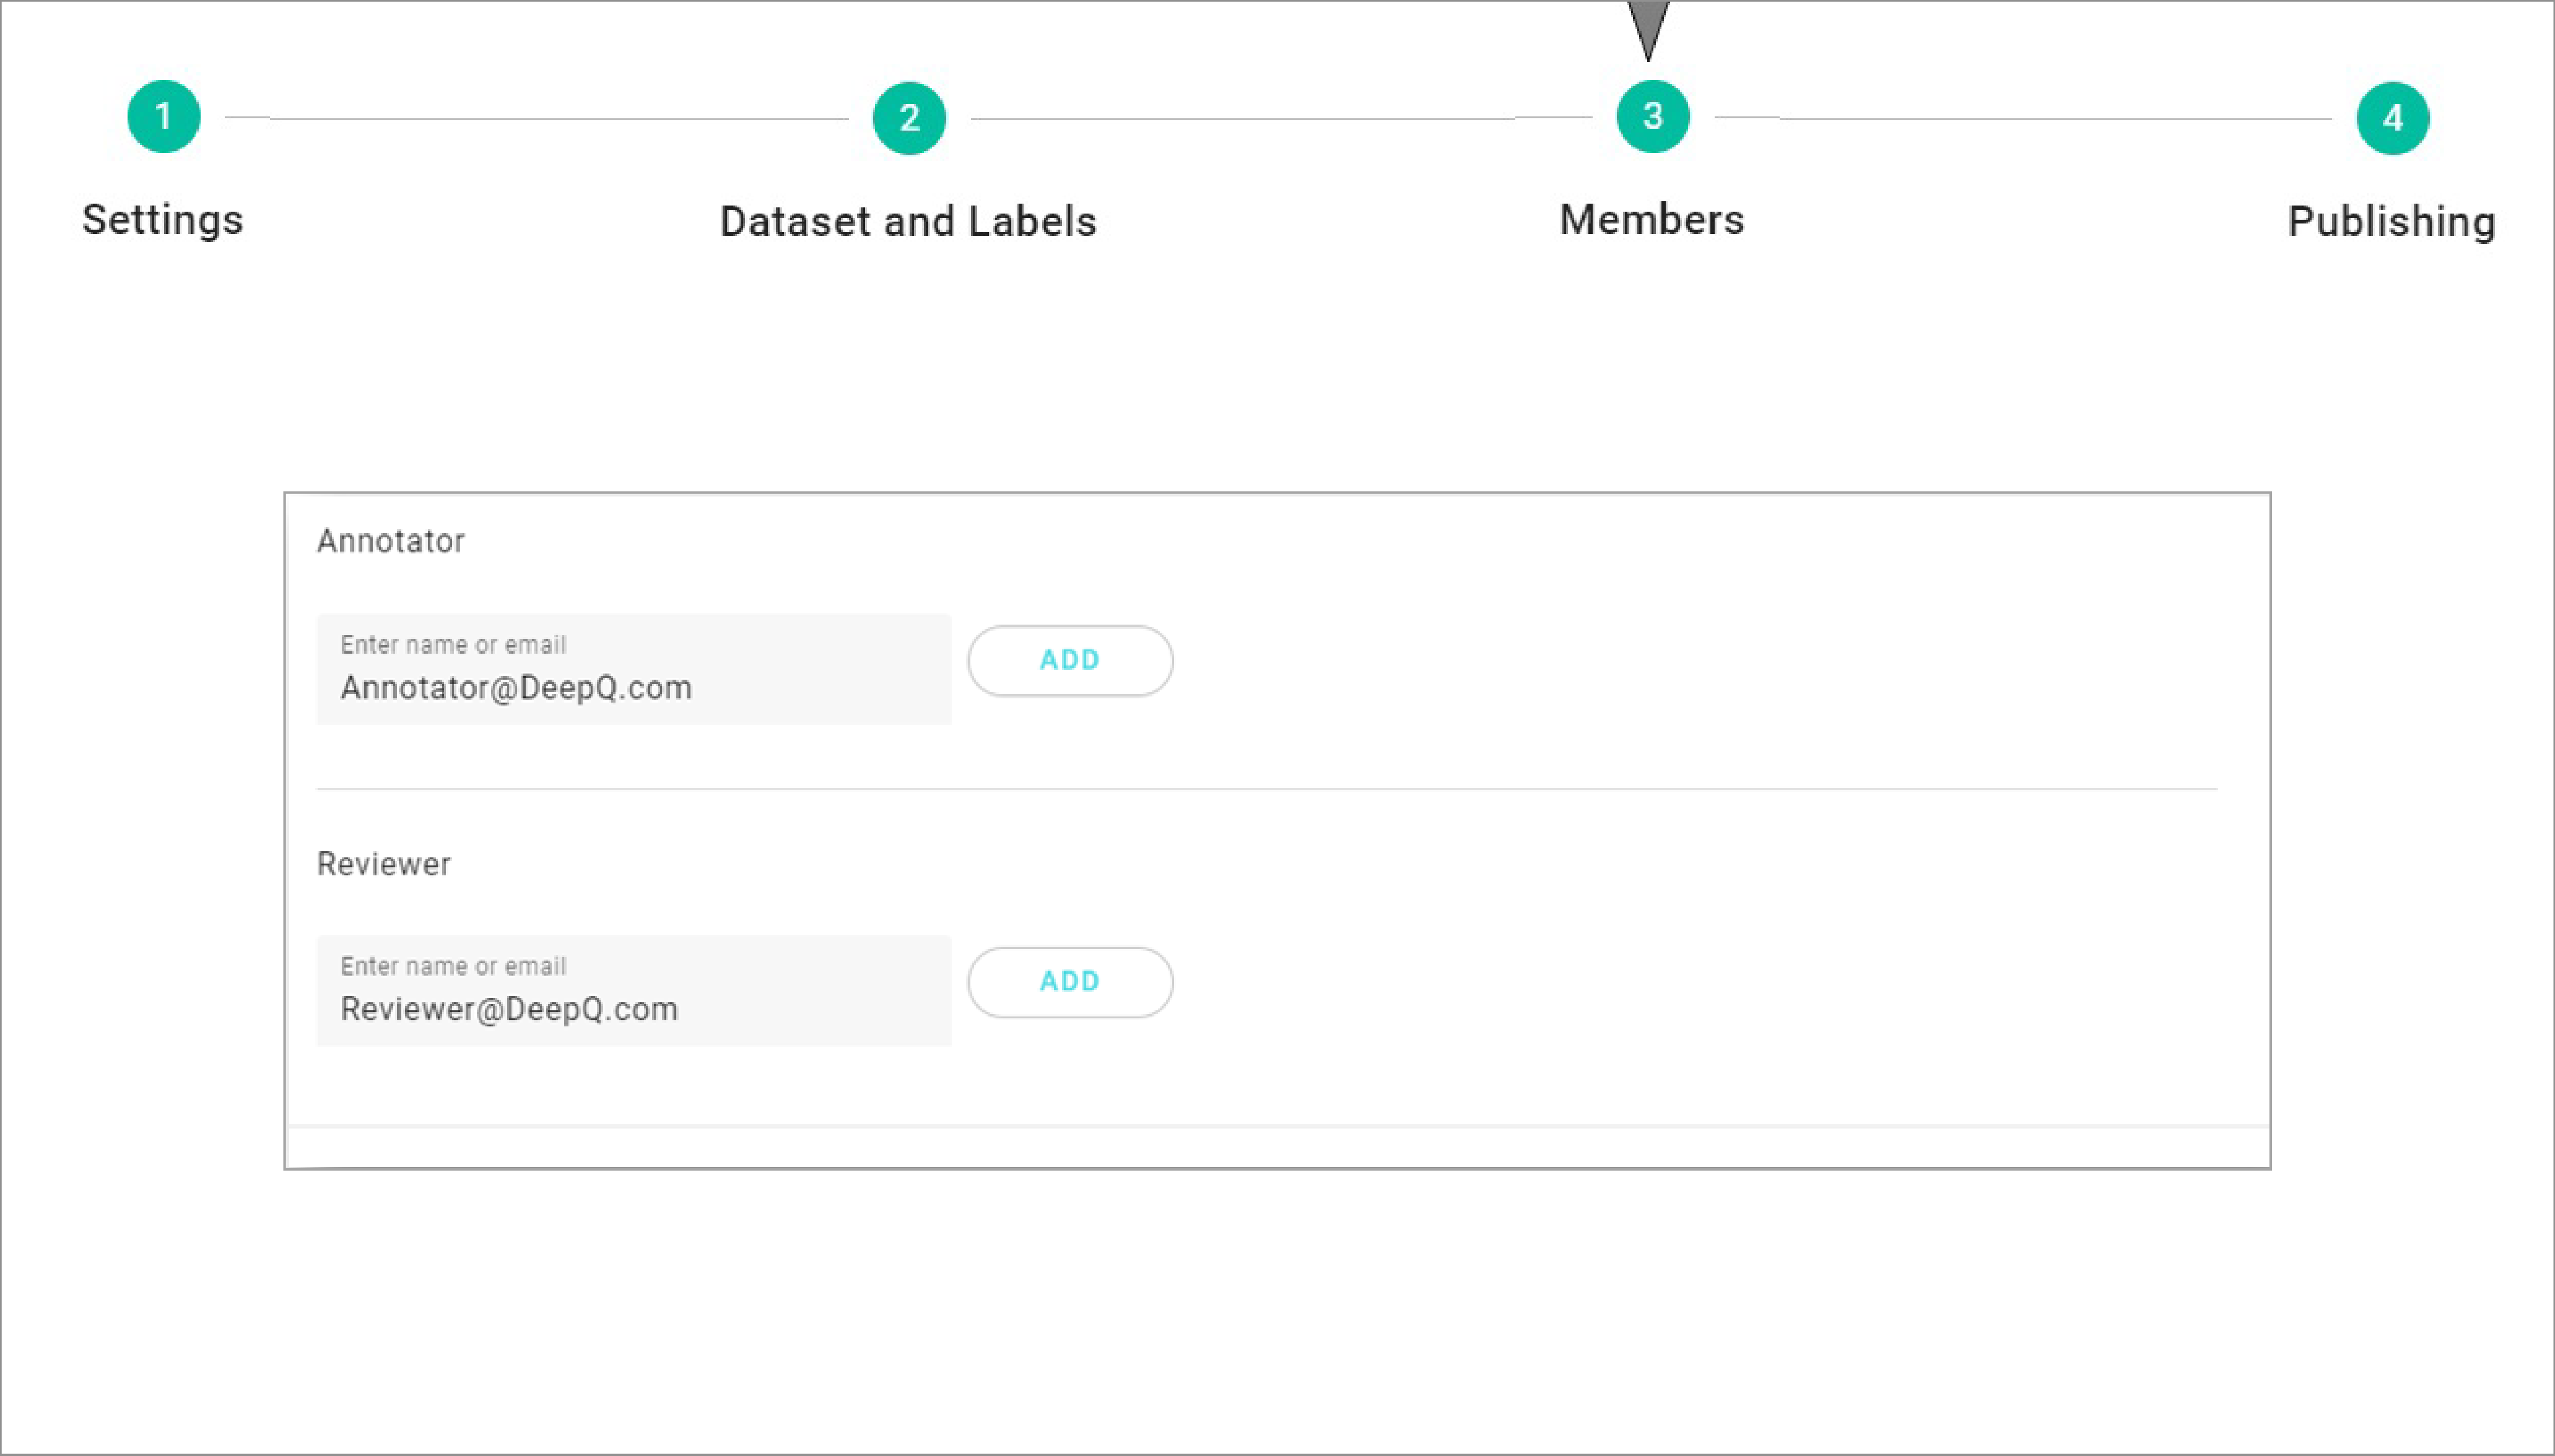 1
2
3
4
Settings
Dataset and Labels
Members
Publishing
Annotator
Enter name or email
Annotator@DeepQ.com
ADD
Reviewer
Enter name or email
Reviewer@DeepQ.com
ADD